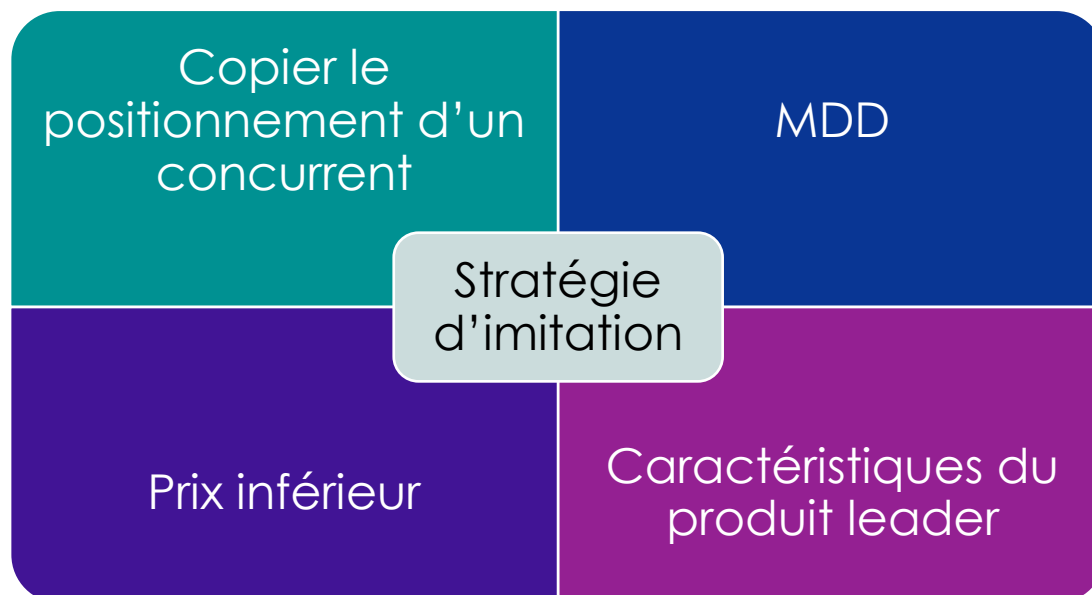 Copier le
positionnement d’un
concurrent
MDD
Stratégie
d’imitation
Prix inférieur
Caractéristiques du
produit leader